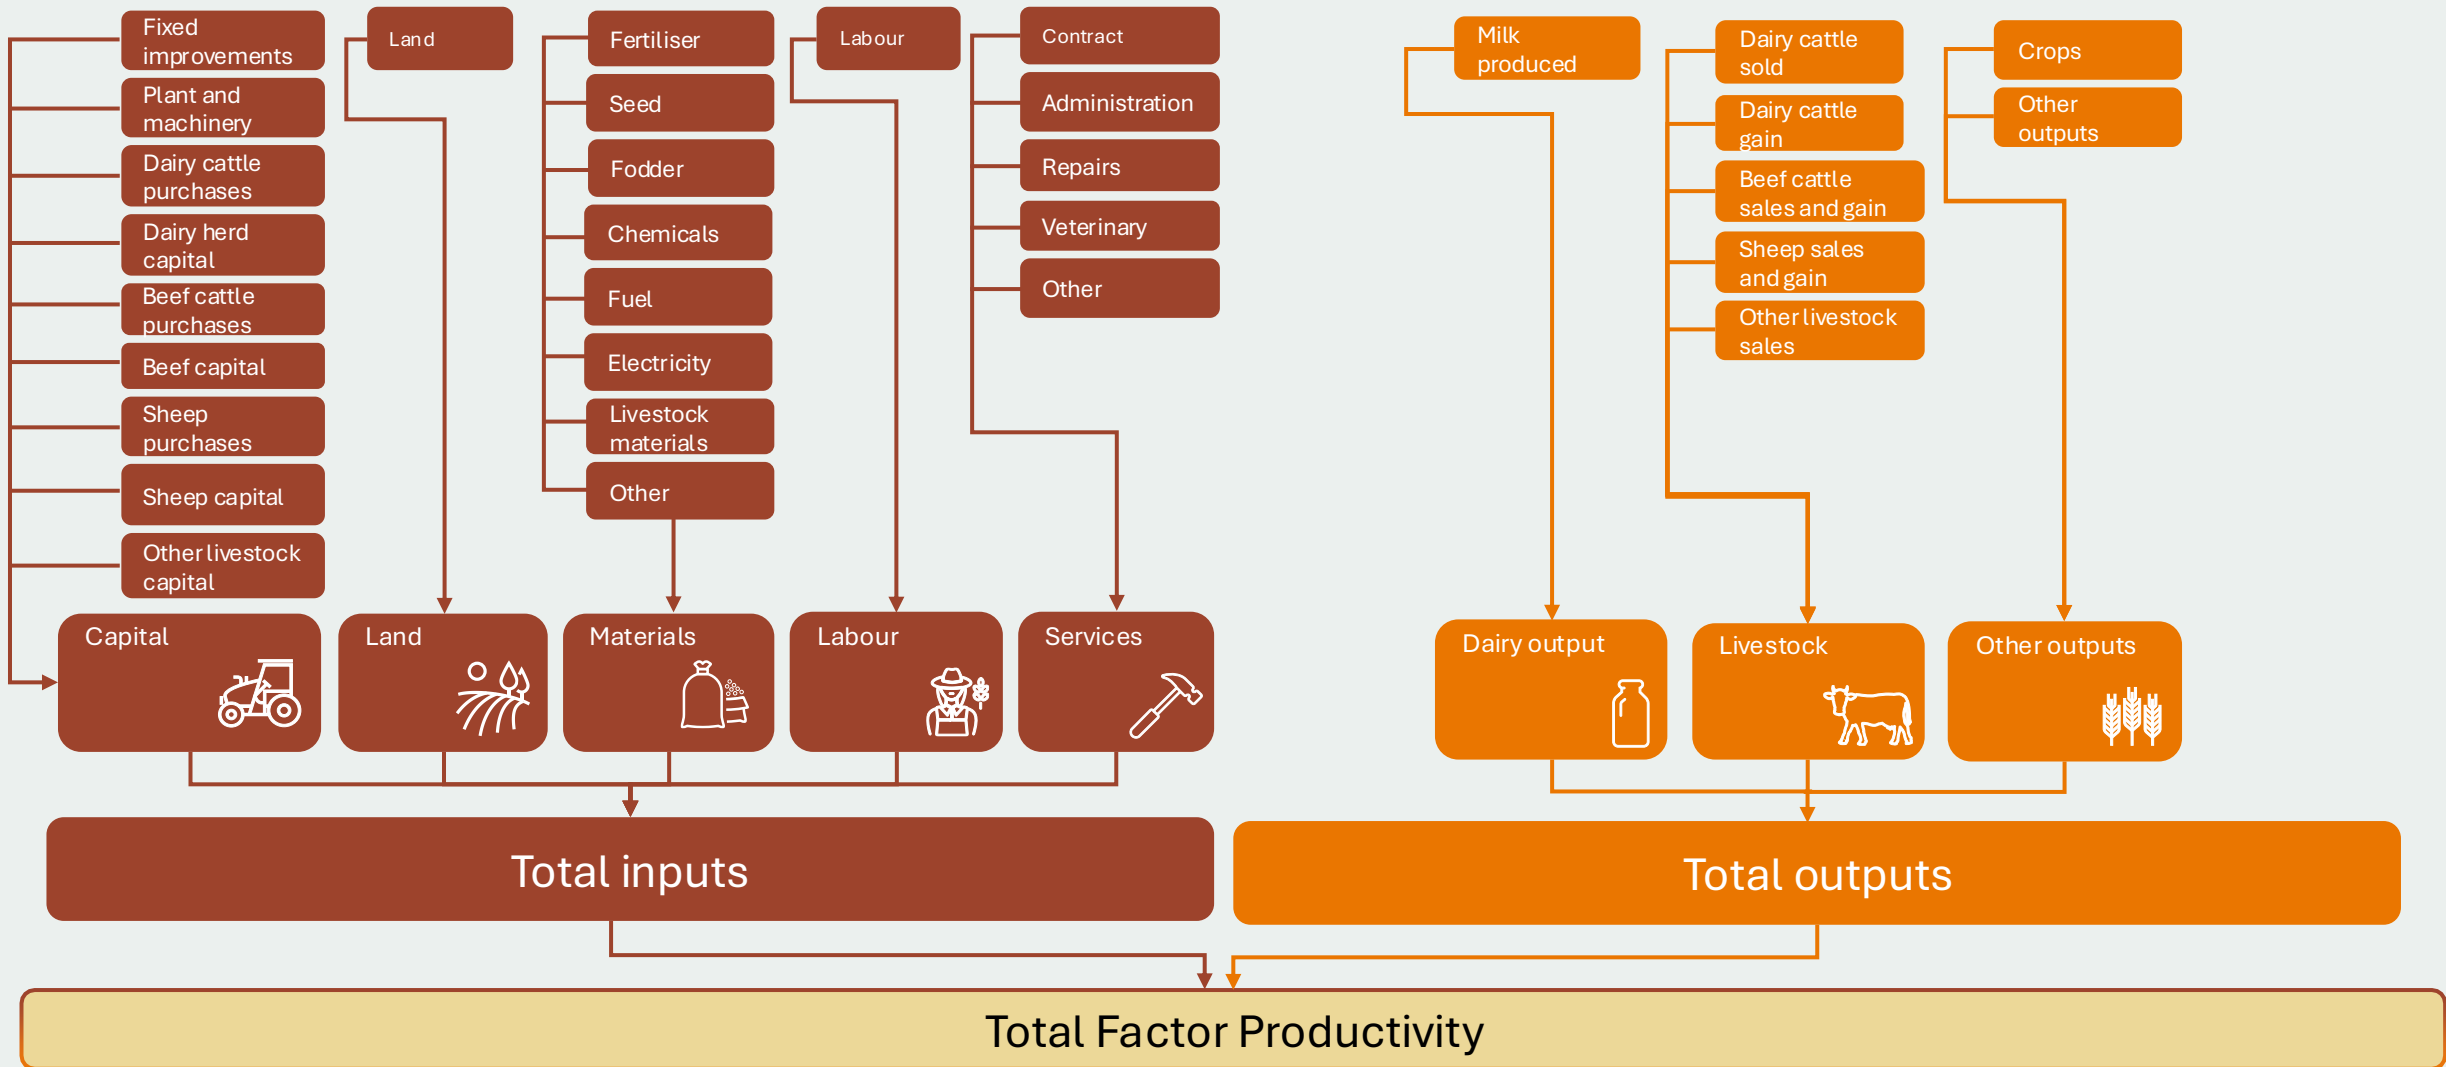 Fixed
improvements
Plant and
machinery
Dairy cattle
purchases
Dairy herd
capital
Beef cattle
purchases
Beef capital
Sheep
purchases
Sheep capital
Other livestock
capital
Land
Fertiliser
Seed
Fodder
Chemicals
Fuel
Electricity
Livestock
materials
Other
Labour
Contract
Administration
Repairs
Veterinary
Other
Milk
produced
Dairy cattle
sold
Dairy cattle
gain
Beef cattle
sales and gain
Sheep sales
and gain
Other livestock
sales
Crops
Other
outputs
Capital
Land
Materials
Labour
Services
Dairy output
Livestock
Other outputs
Total inputs
Total outputs
Total Factor Productivity